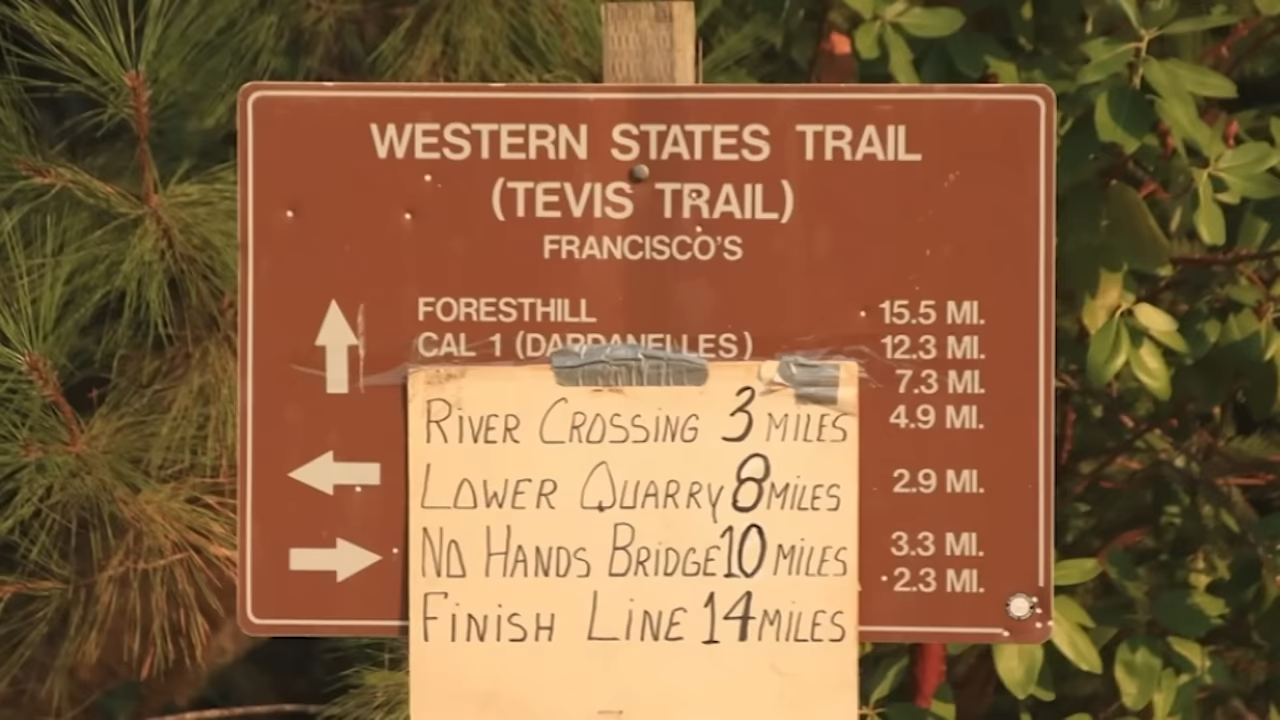 WESTERN STATES TRAIL
(TEVIS TRAIL)
FRANCISCO'S
FORESTHILL 15.5 MI.
CAL 1 (DARDANELLES) 12.3 MI.
7.3 MI.
4.9 MI.
RIVER CROSSING 3 MILES
2.9 MI.
LOWER QUARRY 8 MILES
3.3 MI.
NO HANDS BRIDGE 10 MILES
2.3 MI.
FINISH LINE 14 MILES